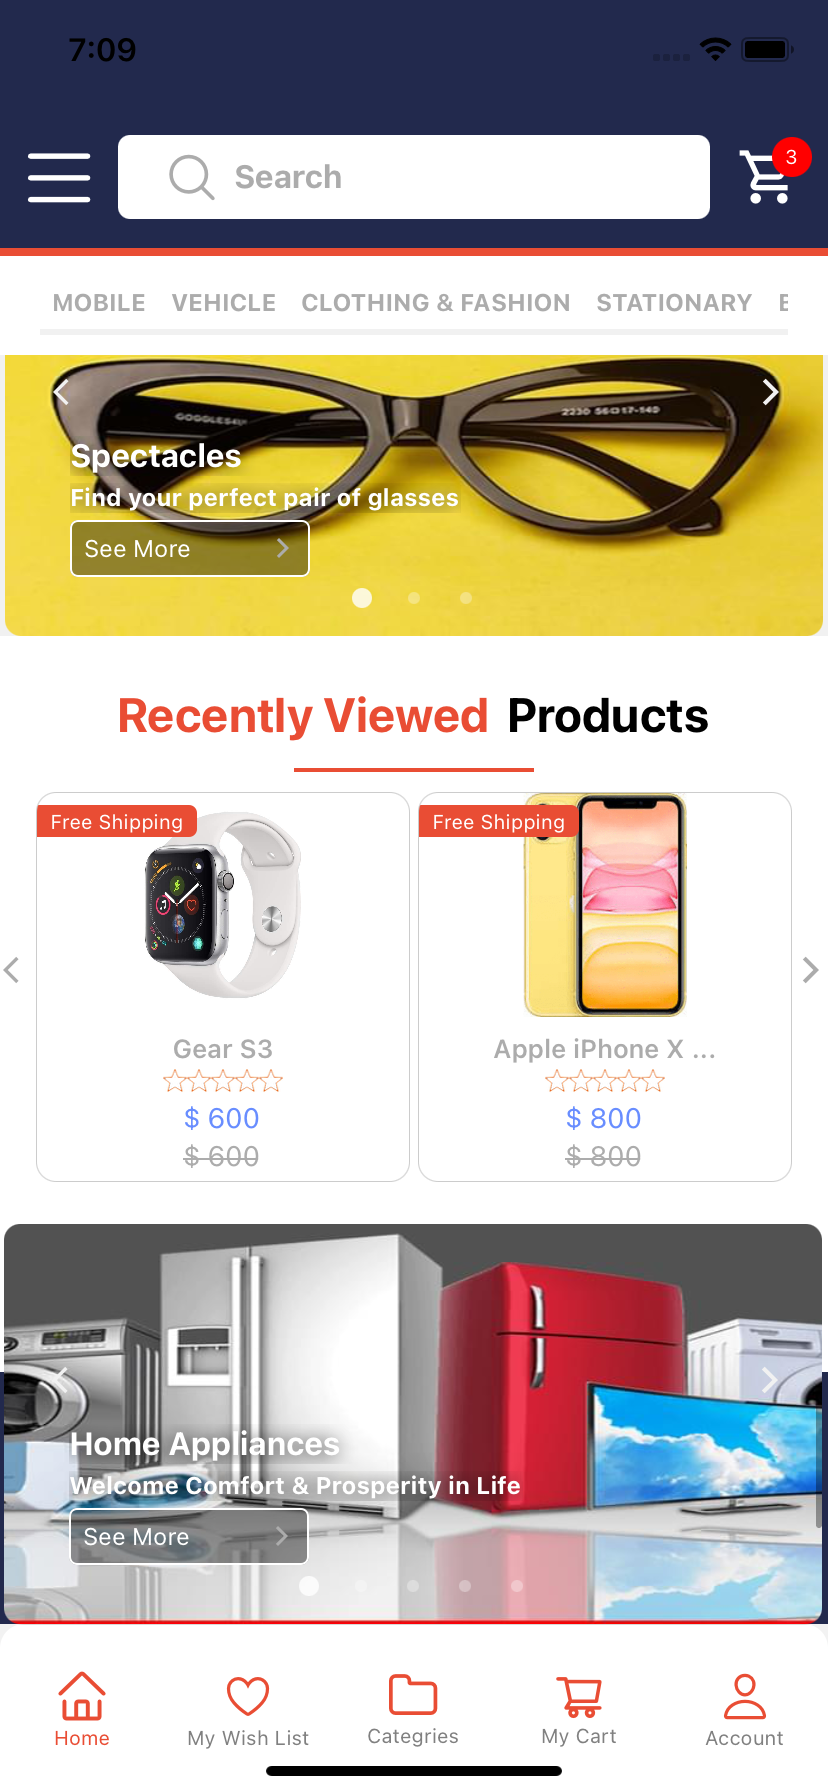 7:09
3
Search
MOBILE VEHICLE CLOTHING & FASHION STATIONARY
2230 56□17-140
Spectacles
Find your perfect pair of glasses
See More
Recently Viewed Products
Free Shipping Free Shipping
Gear S3 Apple iPhone X ...
$ 600 $ 800
$ 600 $ 800
Home Appliances
Welcome Comfort & Prosperity in Life
See More
Home My Wish List Categries My Cart Account